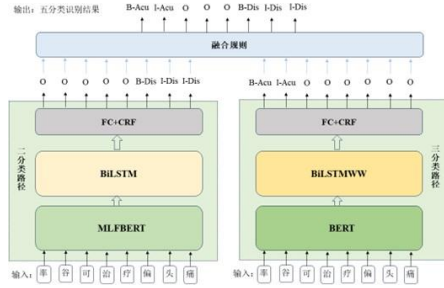 输出：五分类识别结果
B-Acu I-Acu O O O B-Dis I-Dis I-Dis
融合规则
O O O O O B-Dis I-Dis I-Dis
B-Acu I-Acu O O O O O O
FC+CRF
FC+CRF
二分类路径
BiLSTM
BiLSTMWW
三分类路径
MLFBERT
BERT
输入： 率 谷 可 治 疗 偏 头 痛
输入： 率 谷 可 治 疗 偏 头 痛